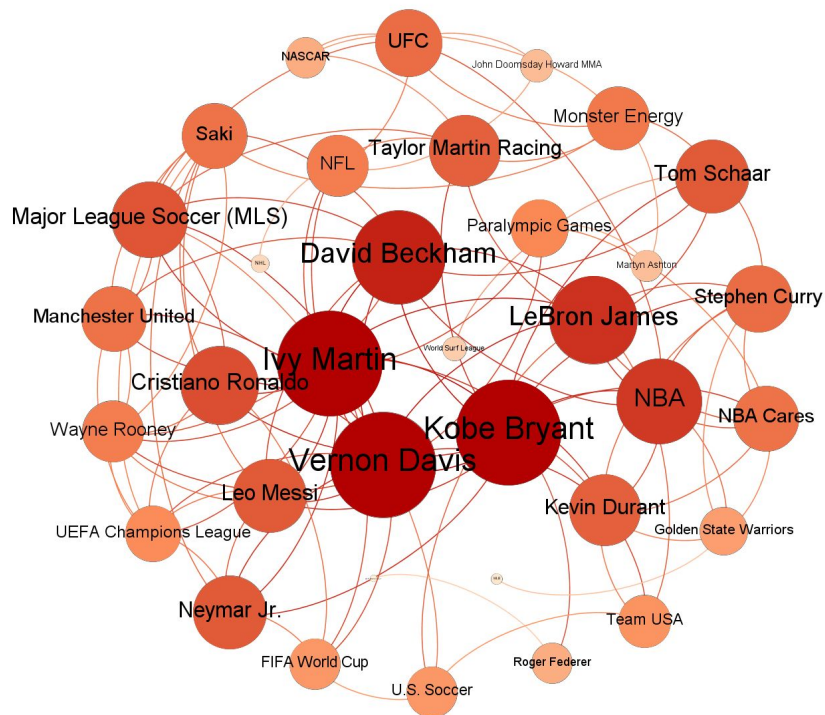 UFC
NASCAR
John Doomsday Howard MMA
Monster Energy
Saki
Taylor Martin Racing
NFL
Tom Schaar
Major League Soccer (MLS)
Paralympic Games
David Beckham
NHL
Martyn Ashton
Stephen Curry
Manchester United
LeBron James
World Surf League
Ivy Martin
Cristiano Ronaldo
NBA
Wayne Rooney
Kobe Bryant
NBA Cares
Vernon Davis
Leo Messi
Kevin Durant
UEFA Champions League
Golden State Warriors
Neymar Jr.
Team USA
FIFA World Cup
Roger Federer
U.S. Soccer